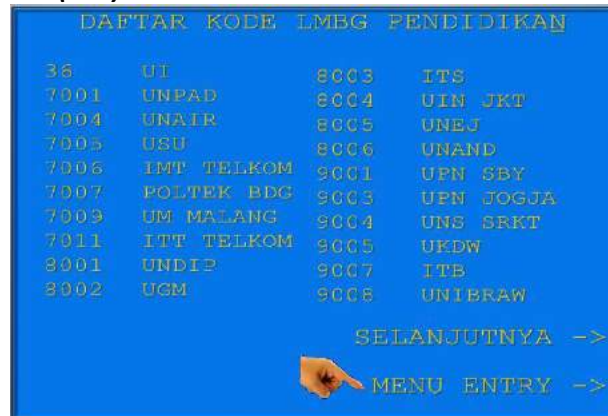 DAFTAR KODE LMBG PENDIDIKAN
36 UI
7001 UNPAD
7004 UNAIR
7005 USU
7006 IMT TELKOM
7007 POLTEK BDG
7009 UM MALANG
7011 ITT TELKOM
8001 UNDIP
8002 UGM
8003 ITS
8004 UIN JKT
8005 UNEJ
8006 UNAND
9001 UPN SBY
9003 UPN JOGJA
9004 UNS SRKT
9005 UKDW
9007 ITB
9008 UNIBRAW
SELANJUTNYA ->
MENU ENTRY ->